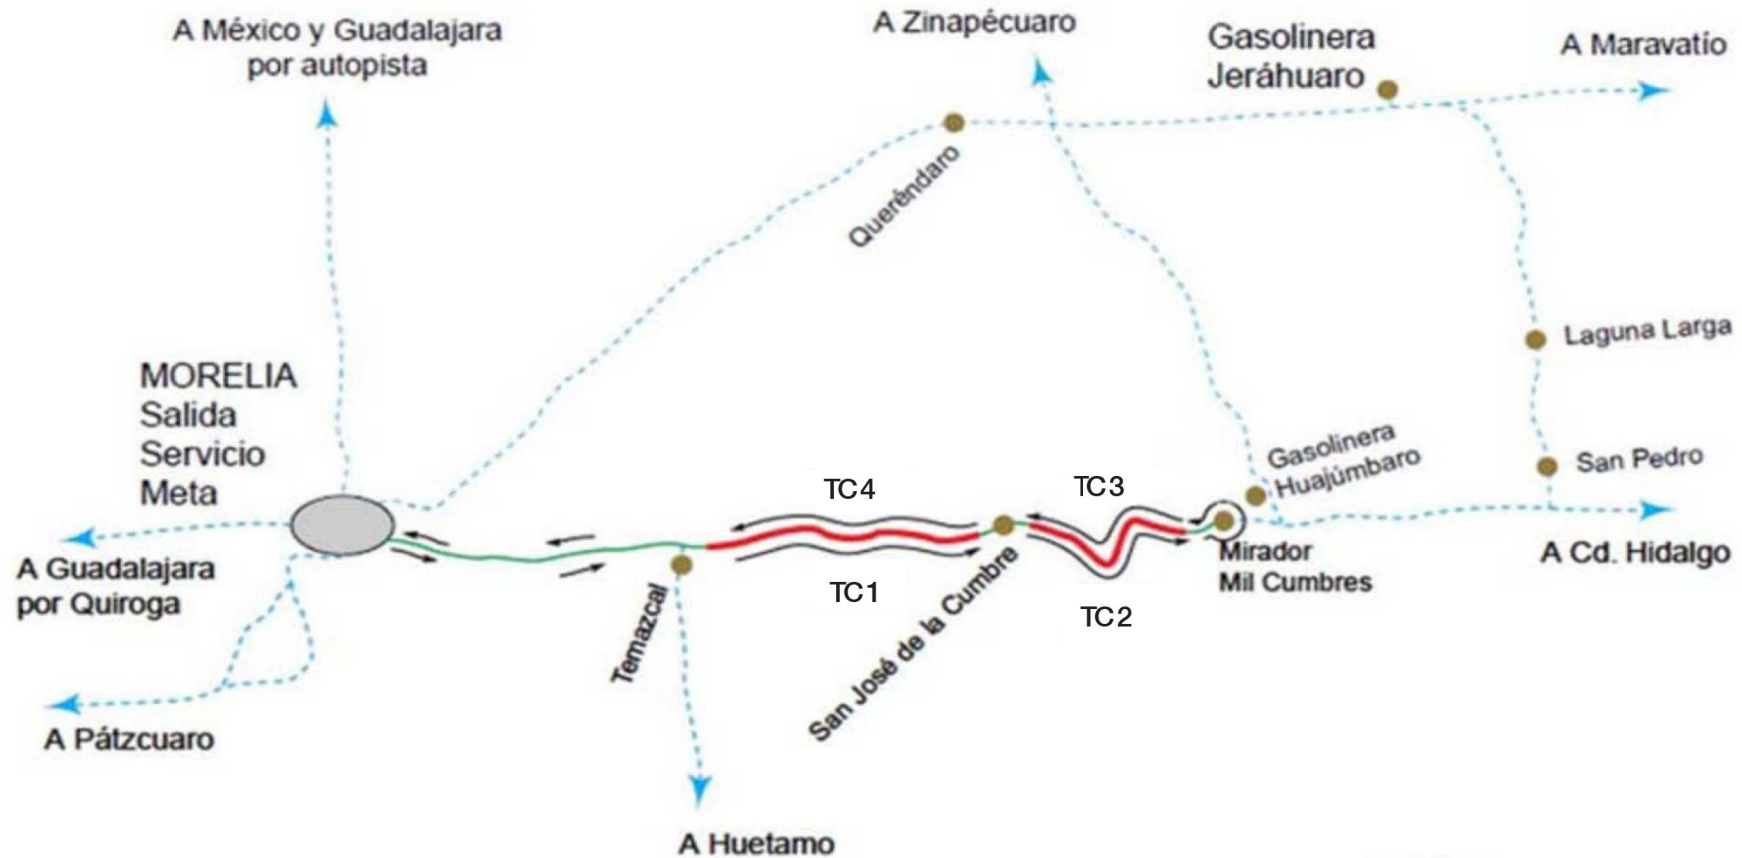 A México y Guadalajara
por autopista
A Zinapécuaro
Gasolinera
Jeráhuaro
A Maravatío
Queréndaro
Laguna Larga
MORELIA
Salida
Servicio
Meta
Gasolinera
Huajúmbaro
San Pedro
TC4
TC3
A Guadalajara
por Quiroga
TC1
TC2
Mirador
Mil Cumbres
A Cd. Hidalgo
Temazcal
San José de la Cumbre
A Pátzcuaro
A Huetamo